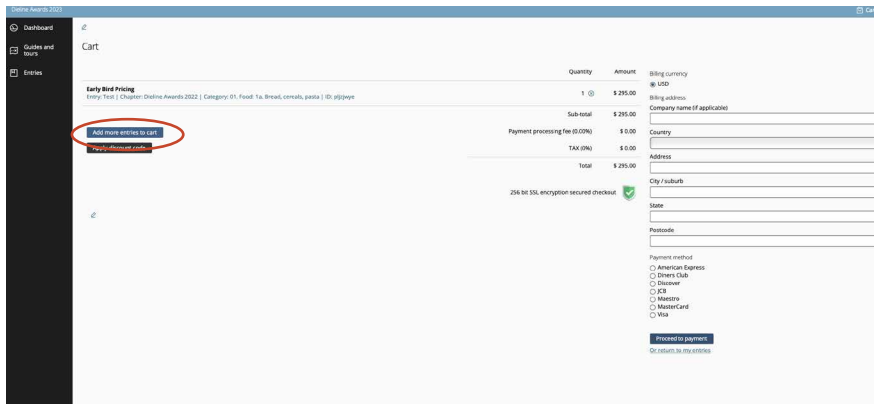 Dieline Awards 2023
Dashboard
Guides and
tours
Entries
Cart
Quantity Amount
Early Bird Pricing
Entry: Test | Chapter: Dieline Awards 2022 | Category: 01. Food: 1a. Bread, cereals, pasta | ID:
1 $ 295.00
Sub-total $ 295.00
Payment processing fee (0.00%) $ 0.00
TAX (0%) $ 0.00
Total $ 295.00
256 bit SSL encryption secured checkout
Add more entries to cart
Apply discount code
Billing currency
USD
Billing address
Company name (if applicable)
Country
Address
City / suburb
State
Postcode
Payment method
American Express
Diners Club
Discover
JCB
Maestro
MasterCard
Visa
Proceed to payment
Or return to my entries